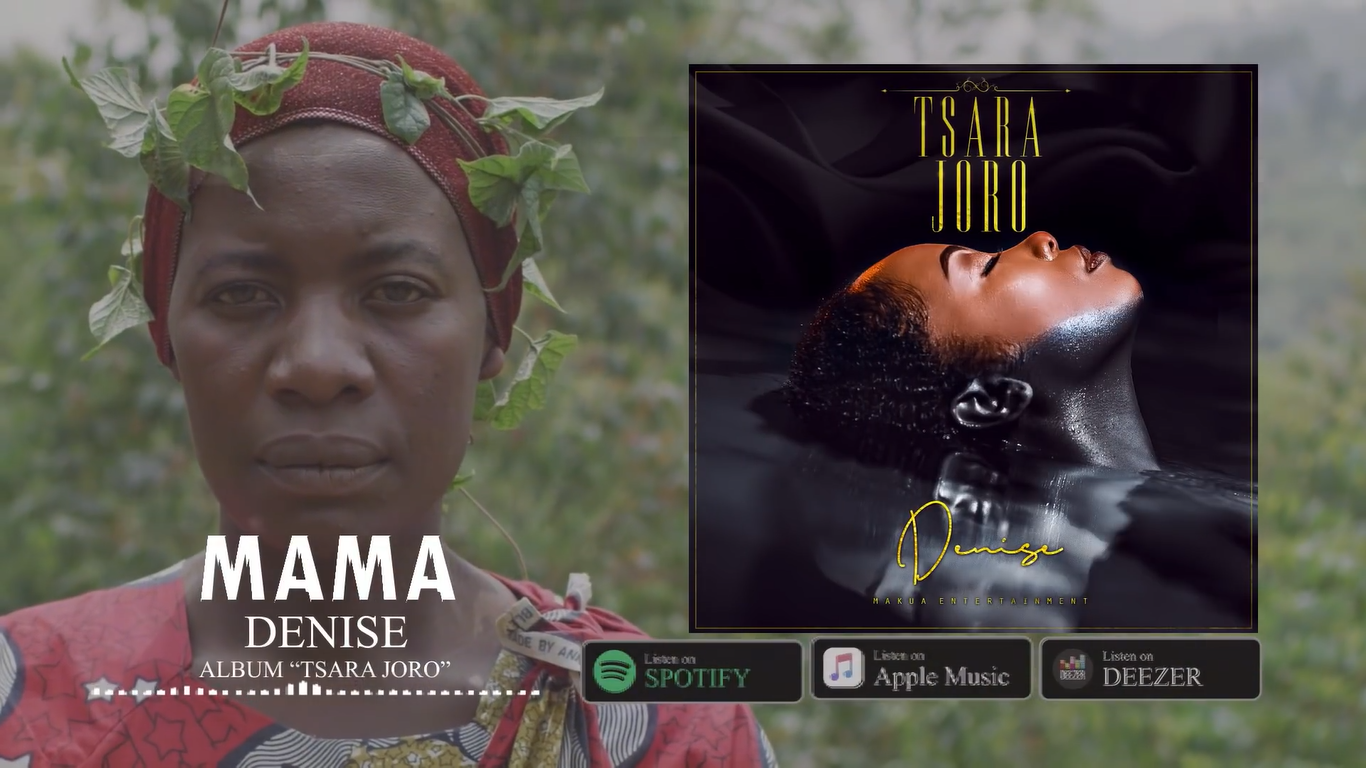 MAMA
DENISE
ALBUM “TSARA JORO”
TSARA
JORO
Denise
MAKUA ENTERTAINMENT
Listen on
SPOTIFY
Listen on
Apple Music
Listen on
DEEZER
DEEZER